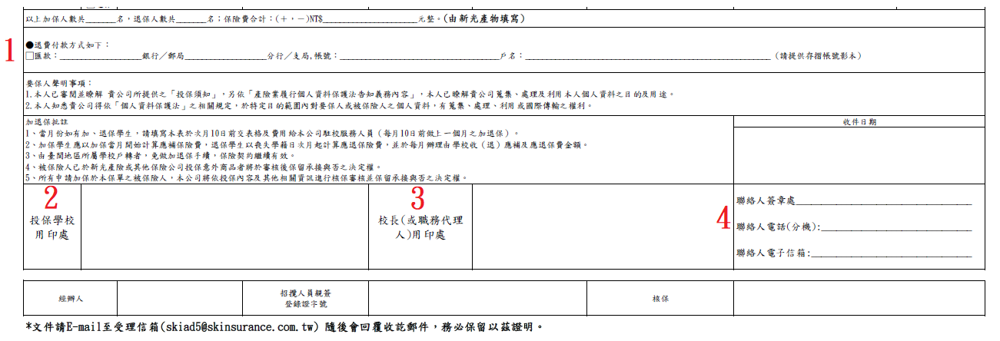 以上加保人數共_______名，退保人數共_______名；保險費合計：(＋，－)NT$____________________元整。(由新光產物填寫)
1
●退費付款方式如下：
□匯款：_________________銀行／郵局_________________分行／支局,帳號：_________________________________戶名：___________________________________________________（請提供存摺帳號影本）
要保人聲明事項：
1.本人已審閱並瞭解 貴公司所提供之「投保須知」，另依「產險業履行個人資料保護法告知義務內容」，本人已瞭解貴公司蒐集、處理及利用本人個人資料之目的及用途。
2.本人知悉貴公司得依「個人資料保護法」之相關規定，於特定目的範圍內對要保人或被保險人之個人資料，有蒐集、處理、利用或國際傳輸之權利。
加退保批註
收件日期
1、當月份如有加、退保學生，請填寫本表於次月10日前交表格及費用給本公司駐校服務人員（每月10日前做上一個月之加退保）。
2、加保學生應以加保當月開始計算應補保險費，退保學生以喪失學籍日次月起計算應退保險費，並於每月辦理由學校收（退）應補及應退保費金額。
3、由臺閩地區所屬學校戶轉者，免做加退保手續，保險契約繼續有效。
4、被保險人已於新光產險或其他保險公司投保意外商品者將於審核後保留承接與否之決定權。
5、所有申請加保於本保單之被保險人，本公司將依投保內容及其他相關資訊進行核保審核並保留承接與否之決定權。
2
投保學校
用印處
3
校長(或職務代理
人)用印處
4
聯絡人簽章處____________________________
聯絡人電話(分機):________________________
聯絡人電子信箱:__________________________
經辦人
招攬人員親簽
登錄證字號
核保
*文件請E-mail至受理信箱(skiad5@skinsurance.com.tw) 隨後會回覆收訖郵件，務必保留以茲證明。